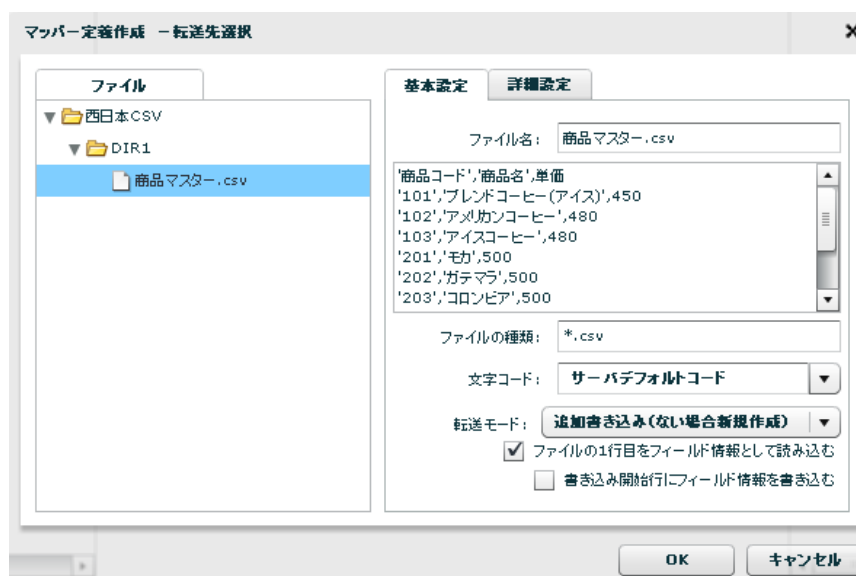 マッパー定義作成 －転送先選択
ファイル
西日本CSV
DIR1
商品マスター.csv
基本設定 詳細設定
ファイル名: 商品マスター.csv
'商品コード','商品名',単価
'101','ブレンドコーヒー(アイス)',450
'102','アメリカンコーヒー',480
'103','アイスコーヒー',480
'201','モカ',500
'202','ガテマラ',500
'203','コロンビア',500
ファイルの種類: *.csv
文字コード: サーバデフォルトコード
転送モード: 追加書き込み(ない場合新規作成)
ファイルの1行目をフィールド情報として読み込む
書き込み開始行にフィールド情報を書き込む
OK キャンセル